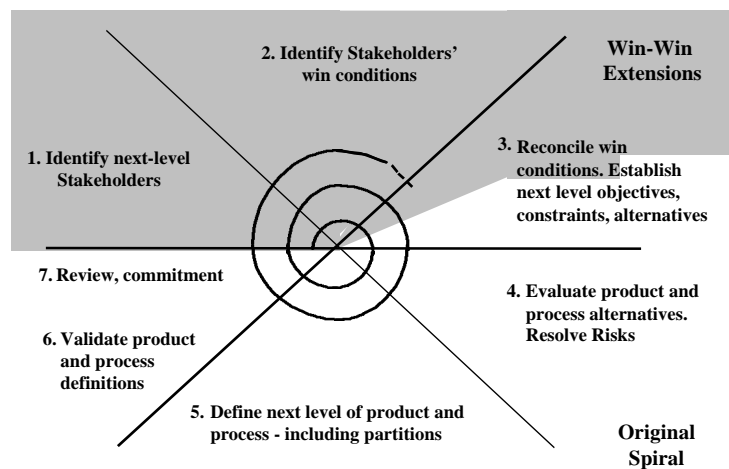 2. Identify Stakeholders’
win conditions
Win-Win
Extensions
1. Identify next-level
Stakeholders
3. Reconcile win
conditions. Establish
next level objectives,
constraints, alternatives
7. Review, commitment
4. Evaluate product and
process alternatives.
Resolve Risks
6. Validate product
and process
definitions
5. Define next level of product and
process - including partitions
Original
Spiral